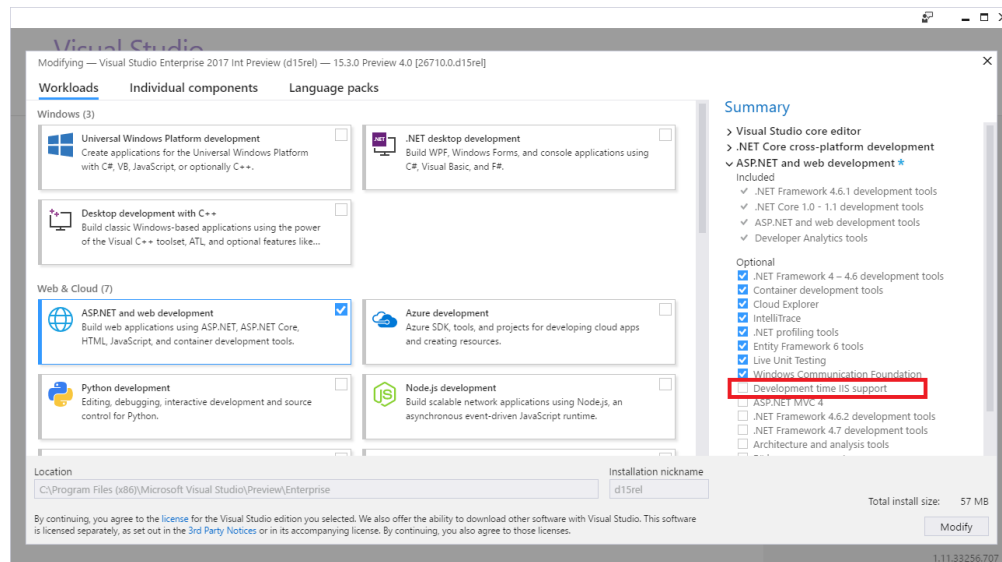 Visual Studio
Modifying — Visual Studio Enterprise 2017 Int Preview (d15rel) — 15.3.0 Preview 4.0 [26710.0.d15rel]
Workloads Individual components Language packs
Windows (3)
Universal Windows Platform development
Create applications for the Universal Windows Platform
with C#, VB, JavaScript, or optionally C++.
.NET
.NET desktop development
Build WPF, Windows Forms, and console applications using
C#, Visual Basic, and F#.
Desktop development with C++
Build classic Windows-based applications using the power
of the Visual C++ toolset, ATL, and optional features like...
Web & Cloud (7)
ASP.NET and web development
Build web applications using ASP.NET, ASP.NET Core,
HTML, JavaScript, and container development tools.
Azure development
Azure SDK, tools, and projects for developing cloud apps
and creating resources.
Python development
Editing, debugging, interactive development and source
control for Python.
JS
Node.js development
Build scalable network applications using Node.js, an
asynchronous event-driven JavaScript runtime.
Summary
Visual Studio core editor
.NET Core cross-platform development
ASP.NET and web development *
Included
.NET Framework 4.6.1 development tools
.NET Core 1.0 - 1.1 development tools
ASP.NET and web development tools
Developer Analytics tools
Optional
.NET Framework 4 – 4.6 development tools
Container development tools
Cloud Explorer
IntelliTrace
.NET profiling tools
Entity Framework 6 tools
Live Unit Testing
Windows Communication Foundation
Development time IIS support
ASP.NET MVC 4
.NET Framework 4.6.2 development tools
.NET Framework 4.7 development tools
Architecture and analysis tools
Location
C:\Program Files (x86)\Microsoft Visual Studio\Preview\Enterprise
Installation nickname
d15rel
Total install size: 57 MB
By continuing, you agree to the license for the Visual Studio edition you selected. We also offer the ability to download other software with Visual Studio. This software
is licensed separately, as set out in the 3rd Party Notices or in its accompanying license. By continuing, you also agree to those licenses.
Modify
1.11.33256.707